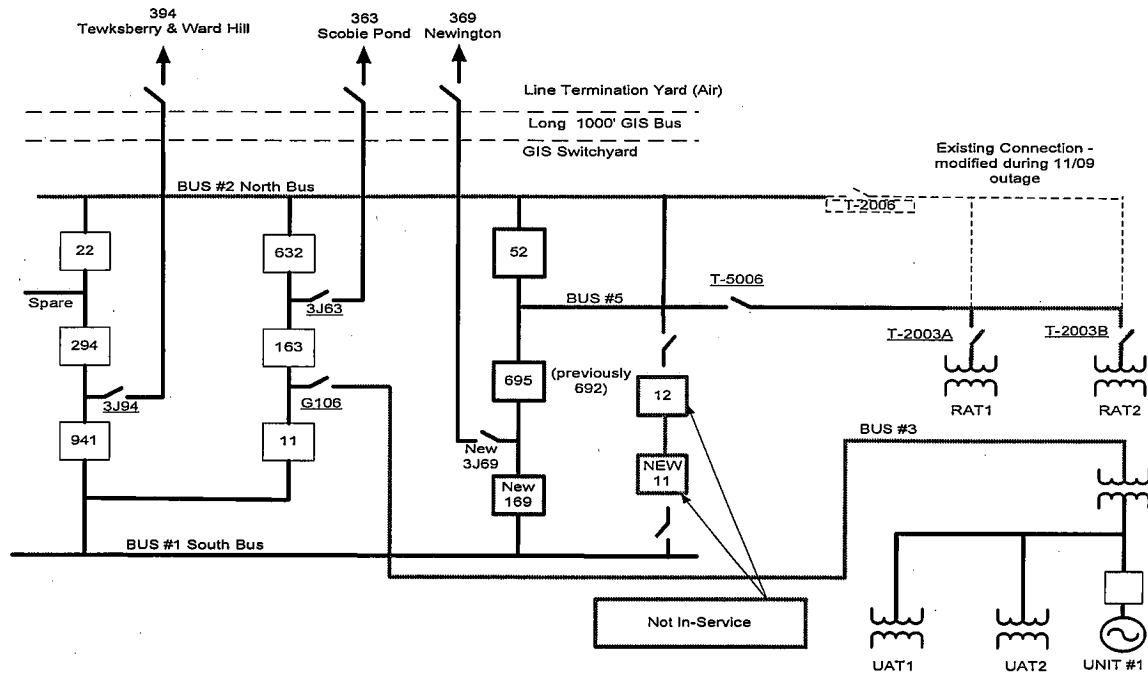 394
Tewksberry & Ward Hill
363
Scobie Pond
369
Newington
Line Termination Yard (Air)
Long 1000' GIS Bus
GIS Switchyard
Existing Connection -
modified during 11/09
outage
BUS #2 North Bus
T-2006
22
632
52
T-5006
Spare
3J63
BUS #5
294
163
T-2003A
T-2003B
695
(previously
692)
12
3J94
G106
RAT1
RAT2
941
11
New
3J69
BUS #3
NEW
11
New
169
BUS #1 South Bus
Not In-Service
UAT1
UAT2
UNIT #1